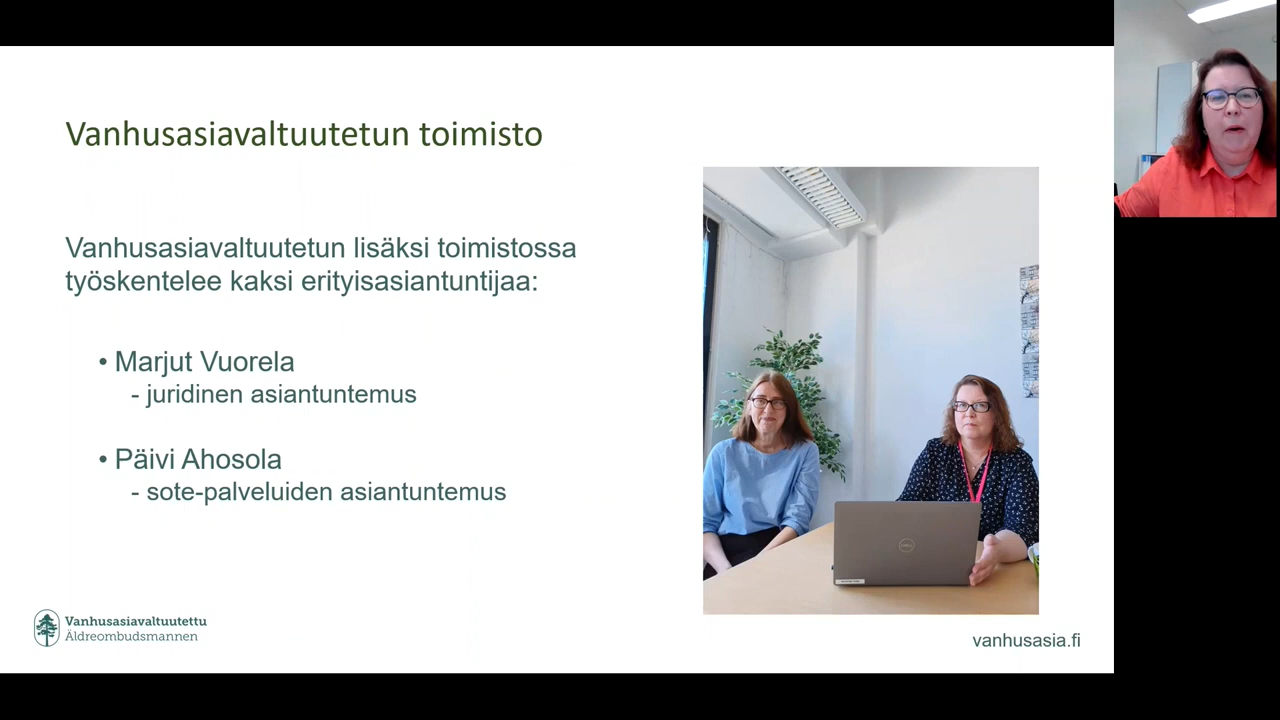 Vanhusasiavaltuutetun toimisto
Vanhusasiavaltuutetun lisäksi toimistossa
työskentelee kaksi erityisasiantuntijaa:
• Marjut Vuorela
- juridinen asiantuntemus
• Päivi Ahosola
- sote-palveluiden asiantuntemus
DELL
Vanhusasiavaltuutettu
Äldreombudsmannen
vanhusasia.fi